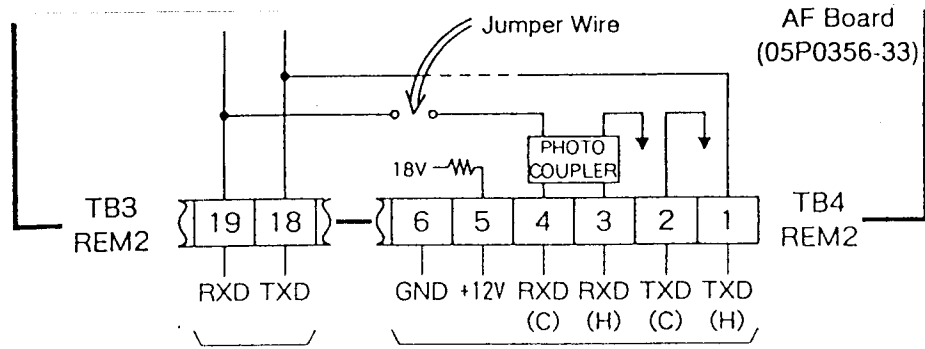 Jumper Wire
AF Board
(05P0356-33)
PHOTO
COUPLER
18V
TB3
REM2
19 18 6 5 4 3 2 1
TB4
REM2
RXD TXD GND +12V RXD RXD TXD TXD
(C) (H) (C) (H)